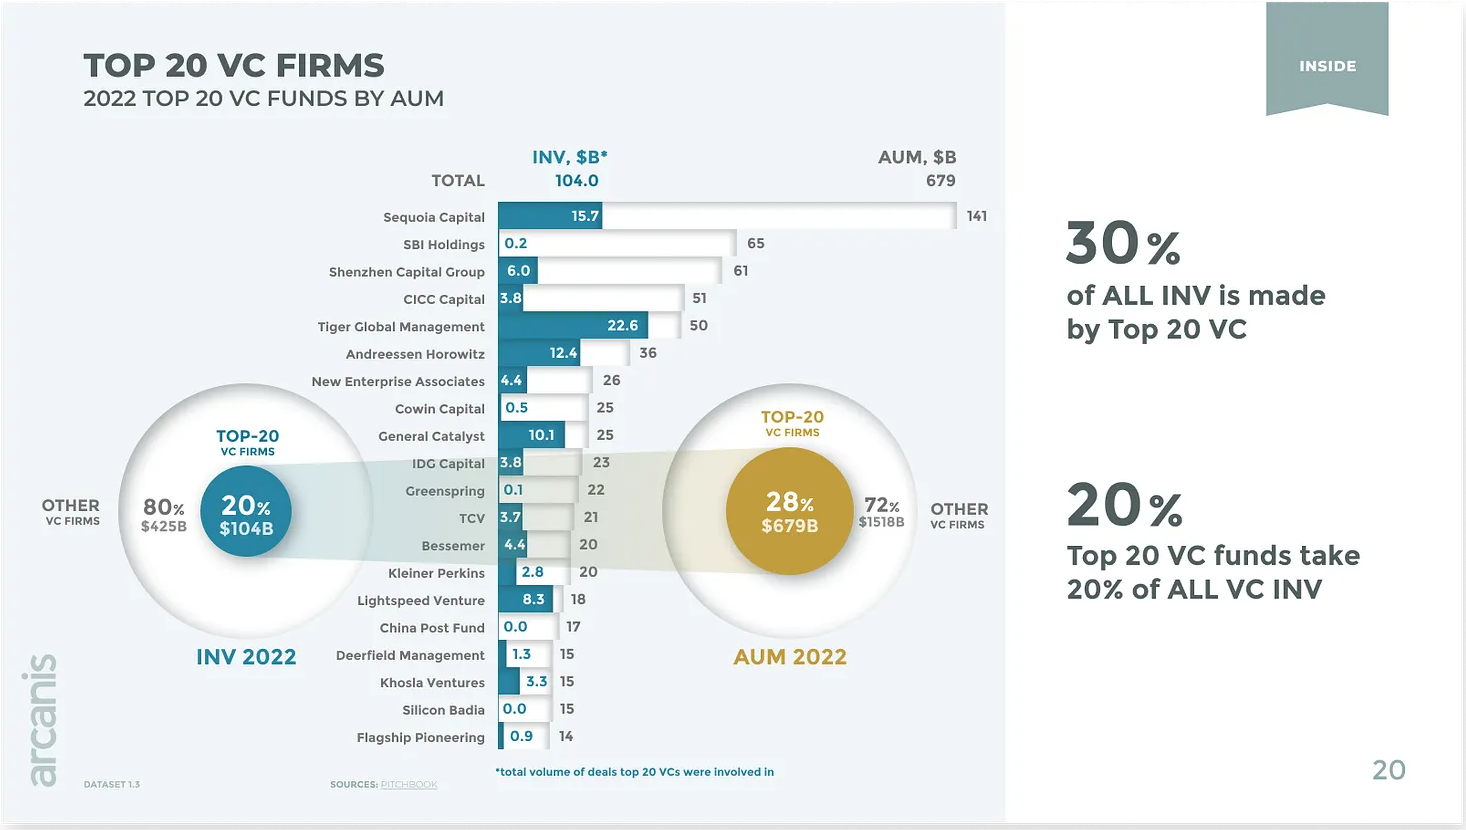 TOP 20 VC FIRMS
2022 TOP 20 VC FUNDS BY AUM
INSIDE
INV, $B* AUM, $B
TOTAL 104.0 679
Sequoia Capital 15.7 141
SBI Holdings 0.2 65
Shenzhen Capital Group 6.0 61
CICC Capital 3.8 51
Tiger Global Management 22.6 50
Andreessen Horowitz 12.4 36
New Enterprise Associates 4.4 26
Cowin Capital 0.5 25
General Catalyst 10.1 25
IDG Capital 3.8 23
Greenspring 0.1 22
TCV 3.7 21
Bessemer 4.4 20
Kleiner Perkins 2.8 20
Lightspeed Venture 8.3 18
China Post Fund 0.0 17
Deerfield Management 1.3 15
Khosla Ventures 3.3 15
Silicon Badia 0.0 15
Flagship Pioneering 0.9 14
*total volume of deals top 20 VCs were involved in
TOP-20
VC FIRMS
20%
$104B
80%
$425B
OTHER
VC FIRMS
INV 2022
TOP-20
VC FIRMS
28%
$679B
72%
$1518B
OTHER
VC FIRMS
AUM 2022
30%
of ALL INV is made
by Top 20 VC
20%
Top 20 VC funds take
20% of ALL VC INV
arcanis
DATASET 1.3
SOURCES: PITCHBOOK
20